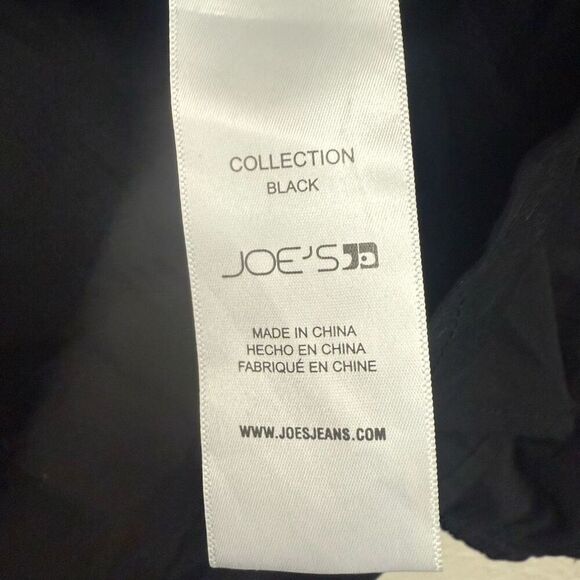 COLLECTION
BLACK
JOE'S
MADE IN CHINA
HECHO EN CHINA
FABRIQUÉ EN CHINE
WWW.JOESJEANS.COM